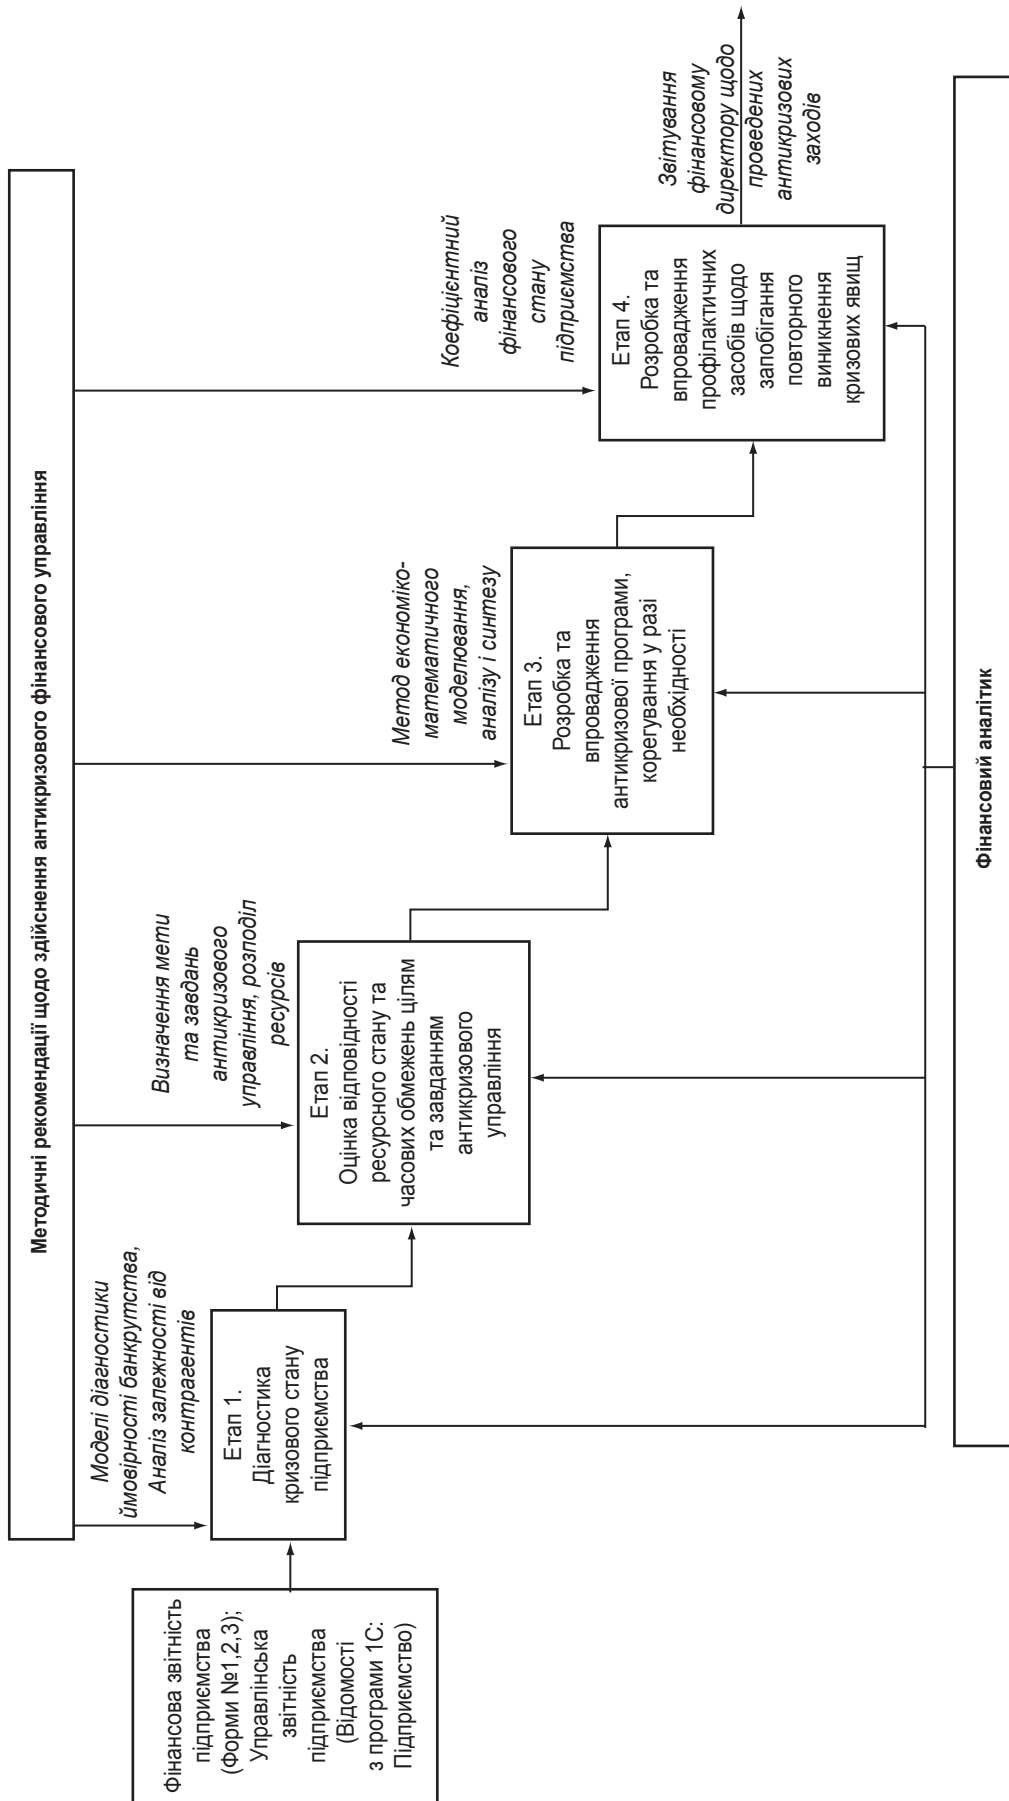 Методичні рекомендації щодо здійснення антикризового фінансового управління
Моделі діагностики
ймовірності банкрутства,
Аналіз залежності від
контрагентів
Визначення мети
та завдань
антикризового
управління, розподіл
ресурсів
Метод економіко-
математичного
моделювання,
аналізу і синтезу
Коефіцієнтний
аналіз
фінансового
стану
підприємства
Фінансова звітність
підприємства
(Форми №1,2,3);
Управлінська
звітність
підприємства
(Відомості
з програми 1С:
Підприємство)
Етап 1.
Діагностика
кризового стану
підприємства
Етап 2.
Оцінка відповідності
ресурсного стану та
часових обмежень цілям
та завданням
антикризового
управління
Етап 3.
Розробка та
впровадження
антикризової програми,
корегування у разі
необхідності
Етап 4.
Розробка та
впровадження
профілактичних
засобів щодо
запобігання
повторного
виникнення
кризових явищ
Звітування
фінансовому
директору щодо
проведених
антикризових
заходів
Фінансовий аналітик